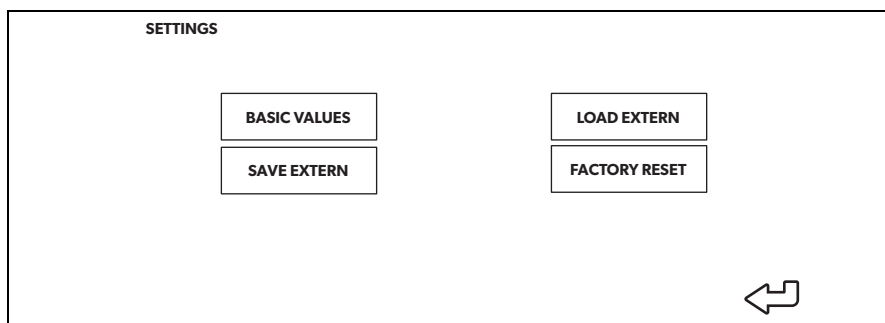 SETTINGS
BASIC VALUES
LOAD EXTERN
SAVE EXTERN
FACTORY RESET